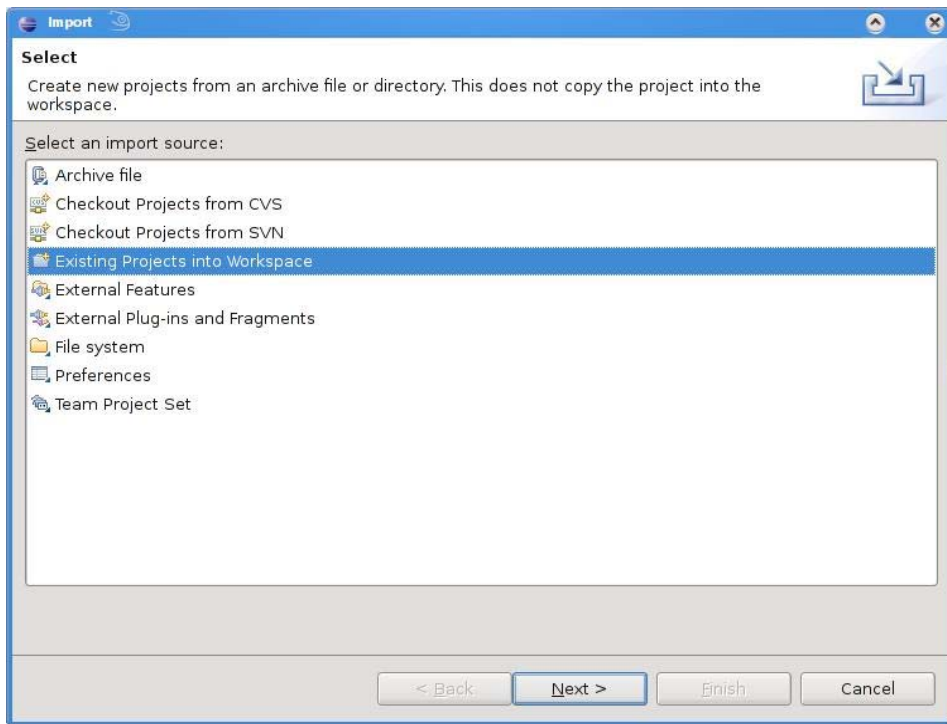 Import
Select
Create new projects from an archive file or directory. This does not copy the project into the
workspace.
Select an import source:
Archive file
Checkout Projects from CVS
Checkout Projects from SVN
Existing Projects into Workspace
External Features
External Plug-ins and Fragments
File system
Preferences
Team Project Set
< Back
Next >
Finish
Cancel